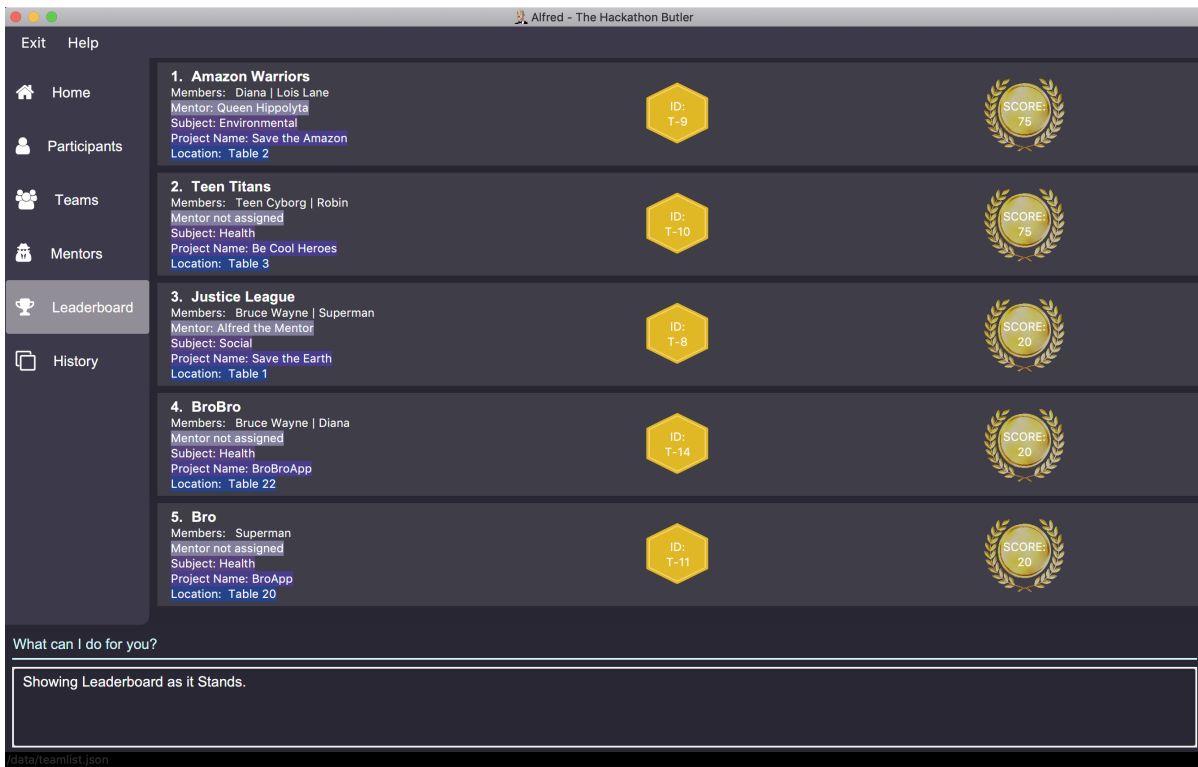 Alfred - The Hackathon Butler
Exit Help
Home
Participants
Teams
Mentors
Leaderboard
History
1. Amazon Warriors
Members: Diana | Lois Lane
Mentor: Queen Hippolyta
Subject: Environmental
Project Name: Save the Amazon
Location: Table 2
ID:
T-9
SCORE:
75
2. Teen Titans
Members: Teen Cyborg | Robin
Mentor not assigned
Subject: Health
Project Name: Be Cool Heroes
Location: Table 3
ID:
T-10
SCORE:
75
3. Justice League
Members: Bruce Wayne | Superman
Mentor: Alfred the Mentor
Subject: Social
Project Name: Save the Earth
Location: Table 1
ID:
T-8
SCORE:
20
4. BroBro
Members: Bruce Wayne | Diana
Mentor not assigned
Subject: Health
Project Name: BroBroApp
Location: Table 22
ID:
T-14
SCORE:
20
5. Bro
Members: Superman
Mentor not assigned
Subject: Health
Project Name: BroApp
Location: Table 20
ID:
T-11
SCORE:
20
What can I do for you?
Showing Leaderboard as it Stands.
/data/teamlist.json